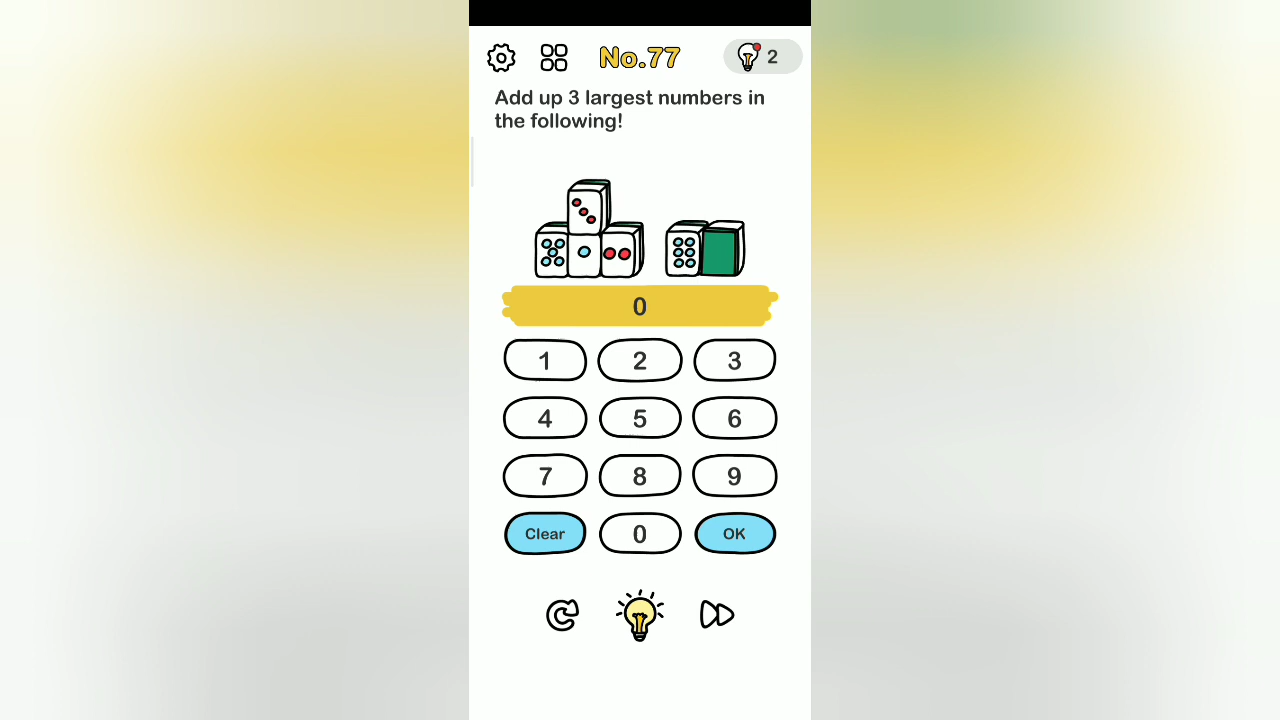 No.77
2
Add up 3 largest numbers in
the following!
0
1 2 3
4 5 6
7 8 9
Clear 0 OK